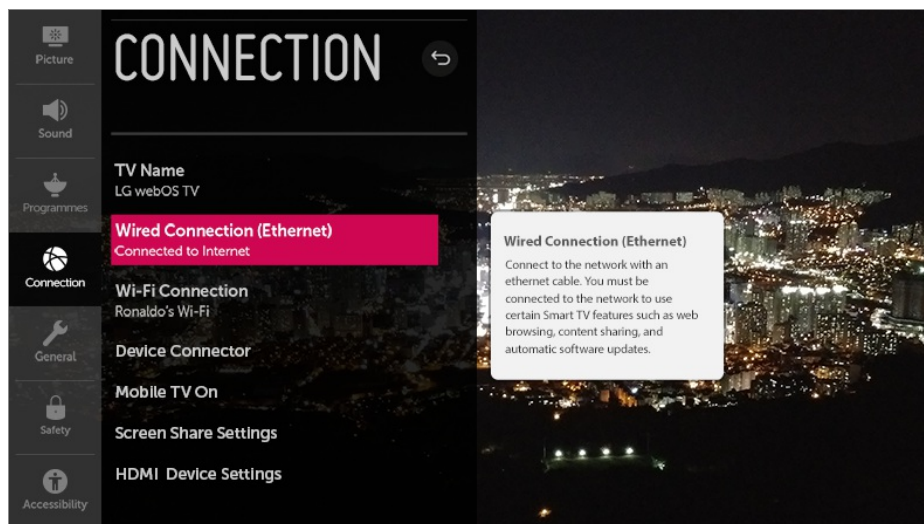 Picture
Sound
Programmes
Connection
General
Safety
Accessibility
CONNECTION
TV Name
LG webOS TV
Wired Connection (Ethernet)
Connected to Internet
Wi-Fi Connection
Ronaldo's Wi-Fi
Device Connector
Mobile TV On
Screen Share Settings
HDMI Device Settings
Wired Connection (Ethernet)
Connect to the network with an
ethernet cable. You must be
connected to the network to use
certain Smart TV features such as web
browsing, content sharing, and
automatic software updates.